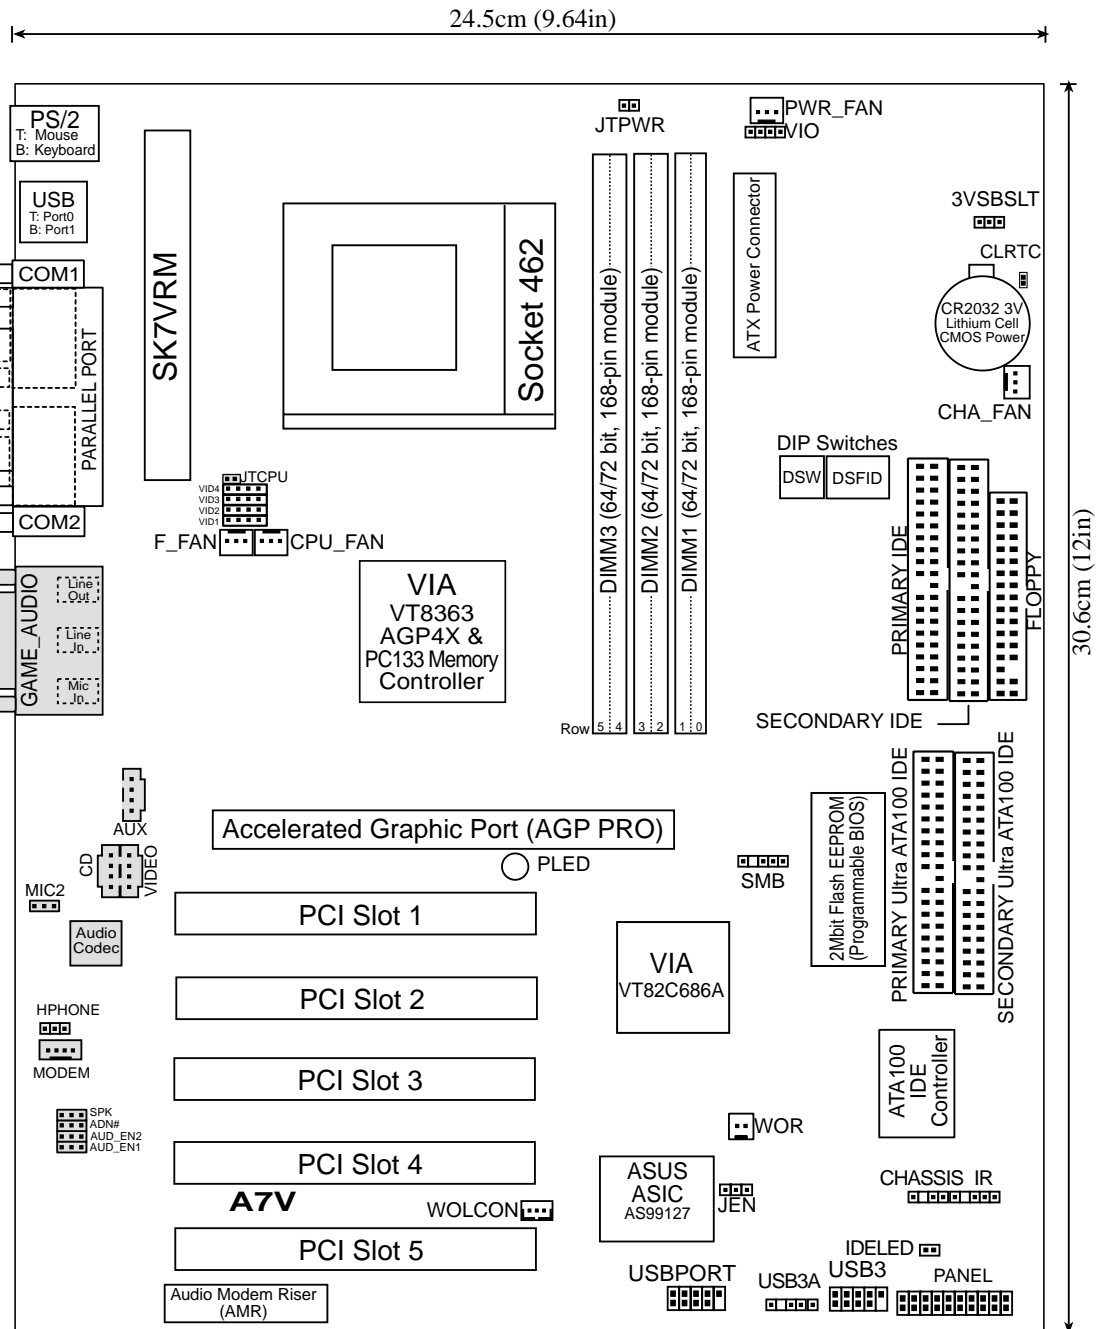 24.5cm (9.64in)
PS/2
T: Mouse
B: Keyboard
USB
T: Port0
B: Port1
COM1
PARALLEL PORT
COM2
GAME_AUDIO
Line
Out
Line
In
Mic
In
SK7VRM
Socket 462
JTPWR
PWR_FAN
VIO
ATX Power Connector
3VSBSLT
CLRTC
CR2032 3V
Lithium Cell
CMOS Power
CHA_FAN
DIP Switches
DSW
DSFID
JTCPU
VID4
VID3
VID2
VID1
F_FAN
CPU_FAN
DIMM3 (64/72 bit, 168-pin module)
DIMM2 (64/72 bit, 168-pin module)
DIMM1 (64/72 bit, 168-pin module)
Row 5 4 3 2 1 0
VIA
VT8363
AGP4X &
PC133 Memory
Controller
PRIMARY IDE
FLOPPY
SECONDARY IDE
30.6cm (12in)
AUX
CD
VIDEO
MIC2
Audio
Codec
Accelerated Graphic Port (AGP PRO)
PLED
SMB
2Mbit Flash EEPROM
(Programmable BIOS)
PRIMARY Ultra ATA100 IDE
SECONDARY Ultra ATA100 IDE
PCI Slot 1
PCI Slot 2
PCI Slot 3
PCI Slot 4
PCI Slot 5
VIA
VT82C686A
HPHONE
MODEM
SPK
ADN#
AUD_EN2
AUD_EN1
ATA100
IDE
Controller
WOR
ASUS
ASIC
AS99127
JEN
CHASSIS IR
A7V
WOLCON
IDELED
USBPORT
USB3A
USB3
PANEL
Audio Modem Riser
(AMR)